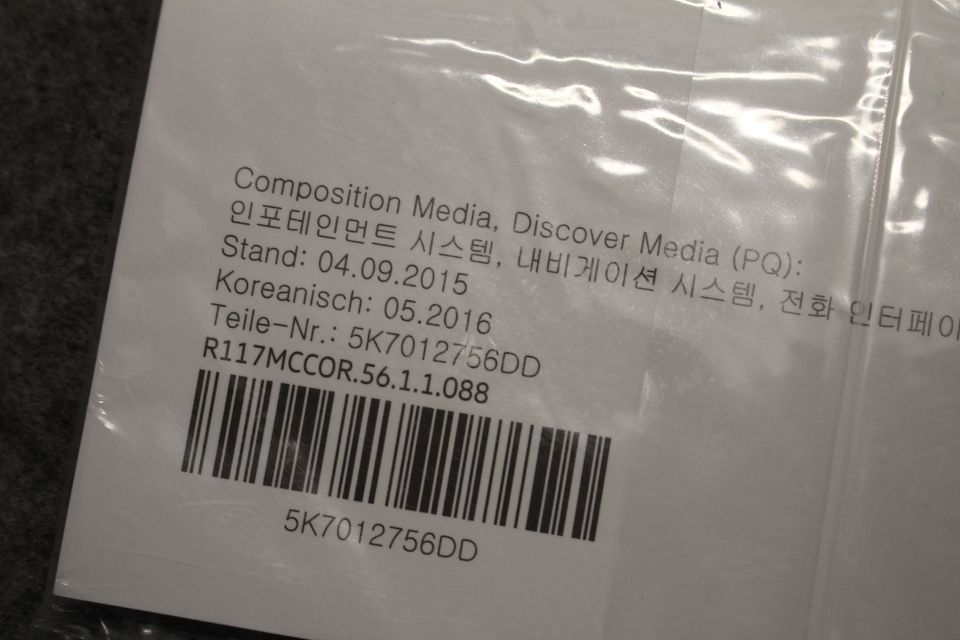 Composition Media, Discover Media (PQ):
인포테인먼트 시스템, 내비게이션 시스템, 전화 인터페이
Stand: 04.09.2015
Koreanisch: 05.2016
Teile-Nr.: 5K7012756DD
R117MCCOR.56.1.1.088
5K7012756DD